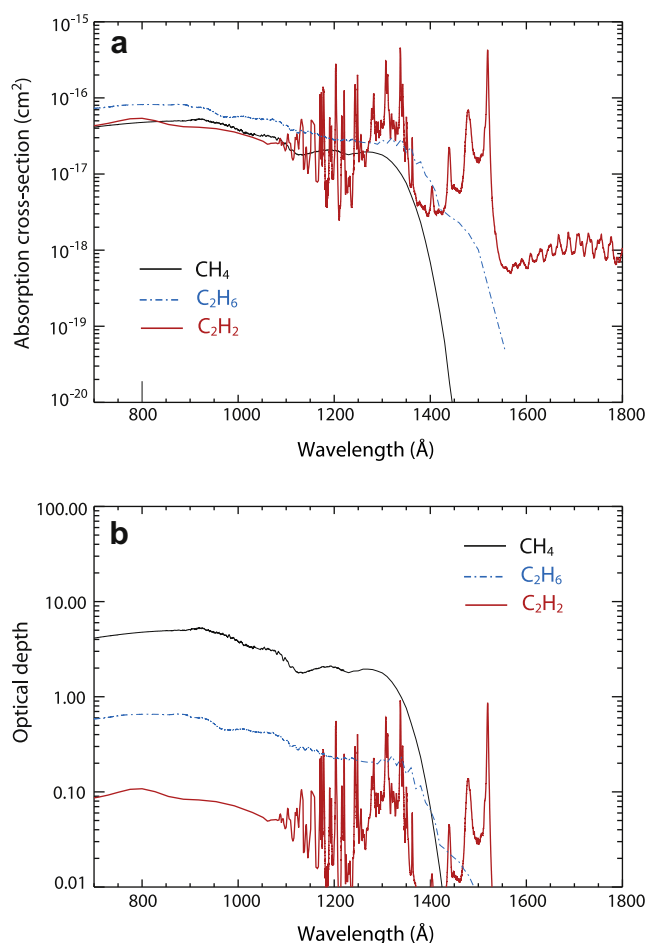 a
Absorption cross-section (cm²)
10⁻¹⁵
10⁻¹⁶
10⁻¹⁷
10⁻¹⁸
10⁻¹⁹
10⁻²⁰
CH₄
C₂H₆
C₂H₂
800 1000 1200 1400 1600 1800
Wavelength (Å)
b
Optical depth
100.00
10.00
1.00
0.10
0.01
CH₄
C₂H₆
C₂H₂
800 1000 1200 1400 1600 1800
Wavelength (Å)